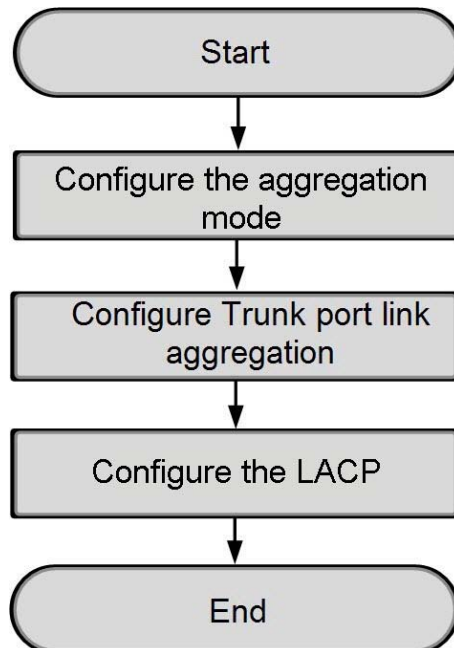 Start
Configure the aggregation
mode
Configure Trunk port link
aggregation
Configure the LACP
End